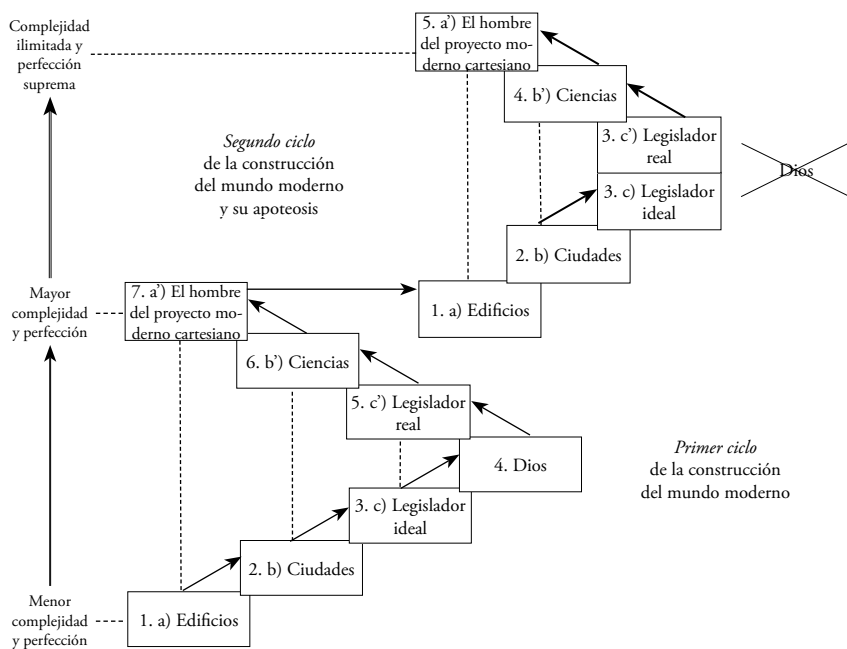 Complejidad
ilimitada y
perfección
suprema
5. a’) El hombre
del proyecto mo-
derno cartesiano
4. b’) Ciencias
3. c’) Legislador
real
Dios
3. c) Legislador
ideal
2. b) Ciudades
1. a) Edificios
Segundo ciclo
de la construcción
del mundo moderno
y su apoteosis
Mayor
complejidad
y perfección
7. a’) El hombre
del proyecto mo-
derno cartesiano
6. b’) Ciencias
5. c’) Legislador
real
4. Dios
3. c) Legislador
ideal
2. b) Ciudades
1. a) Edificios
Primer ciclo
de la construcción
del mundo moderno
Menor
complejidad
y perfección